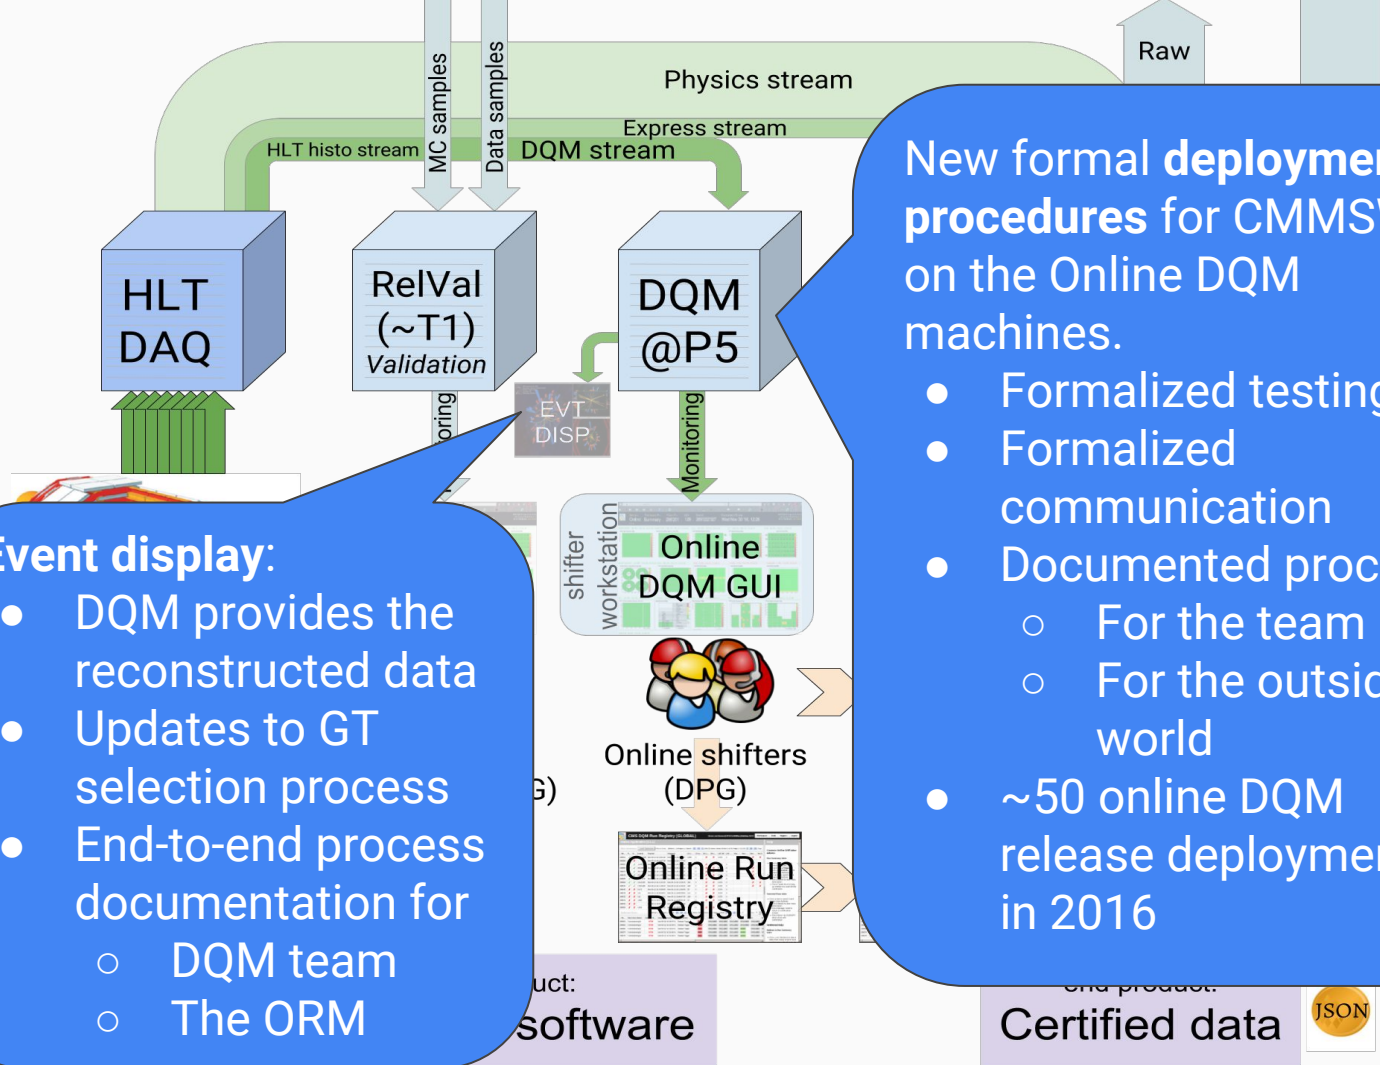 Raw
Physics stream
MC samples
Data samples
Express stream
HLT histo stream
DQM stream
HLT
DAQ
RelVal
(~T1)
Validation
DQM
@P5
EVT
DISP
Monitoring
shifter
workstation
Online
DQM GUI
Online shifters
(DPG)
Online Run
Registry
New formal deploymen
procedures for CMMSW
on the Online DQM
machines.
● Formalized testing
● Formalized
communication
● Documented proc
○ For the team
○ For the outsid
world
● ~50 online DQM
release deploymen
in 2016
Event display:
● DQM provides the
reconstructed data
● Updates to GT
selection process
● End-to-end process
documentation for
○ DQM team
○ The ORM
G)
uct:
software
end product:
Certified data
JSON